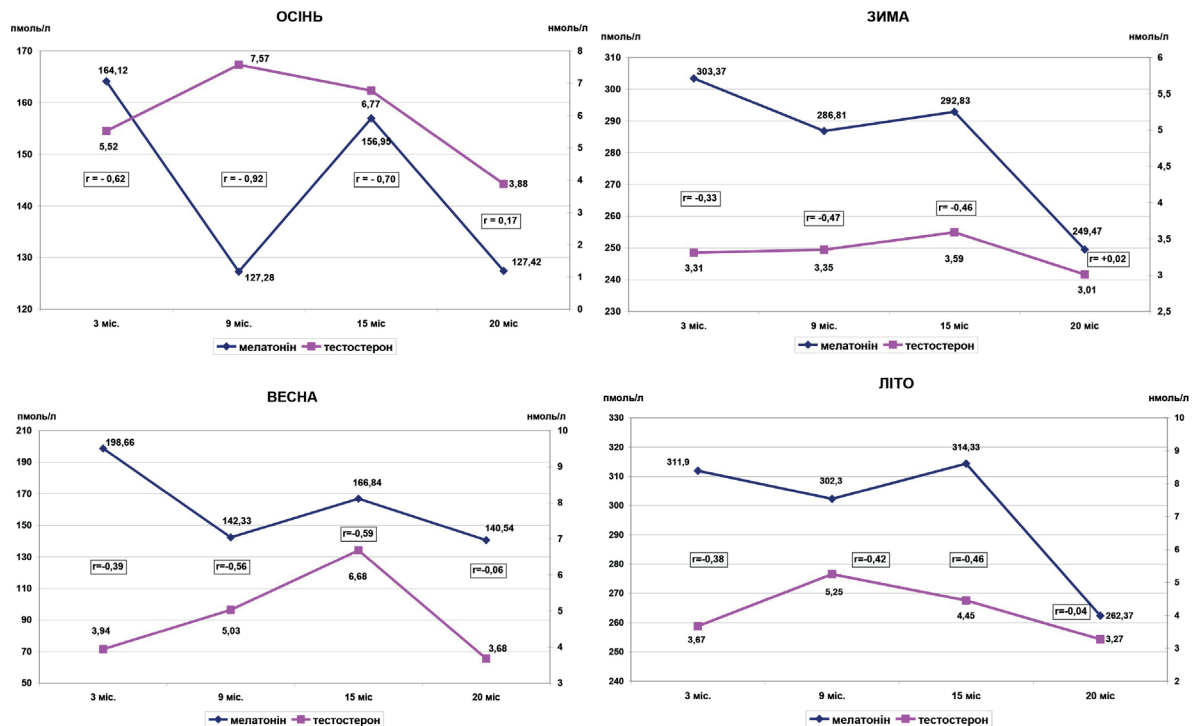 ОСІНЬ
пмоль/л
нмоль/л
170
160
150
140
130
120
8
7
6
5
4
3
2
1
0
164,12
7,57
6,77
156,95
5,52
r = - 0,62
r = - 0,92
r = - 0,70
3,88
r = 0,17
127,28
127,42
3 міс.
9 міс.
15 міс
20 міс
мелатонін
тестостерон
ЗИМА
пмоль/л
нмоль/л
310
300
290
280
270
260
250
240
230
6
5,5
5
4,5
4
3,5
3
2,5
303,37
286,81
292,83
249,47
r= -0,33
r= -0,47
r= -0,46
r= +0,02
3,31
3,35
3,59
3,01
3 міс.
9 міс.
15 міс
20 міс
мелатонін
тестостерон
ВЕСНА
пмоль/л
нмоль/л
210
190
170
150
130
110
90
70
50
10
9
8
7
6
5
4
3
198,66
142,33
166,84
140,54
r=-0,39
r=-0,56
r=-0,59
r=-0,06
3,94
5,03
6,68
3,68
3 міс.
9 міс.
15 міс
20 міс
мелатонін
тестостерон
ЛІТО
пмоль/л
нмоль/л
330
320
310
300
290
280
270
260
250
240
10
9
8
7
6
5
4
3
2
311,9
302,3
314,33
262,37
r=-0,38
r=-0,42
r=-0,46
r=-0,04
3,67
5,25
4,45
3,27
3 міс.
9 міс.
15 міс
20 міс
мелатонін
тестостерон